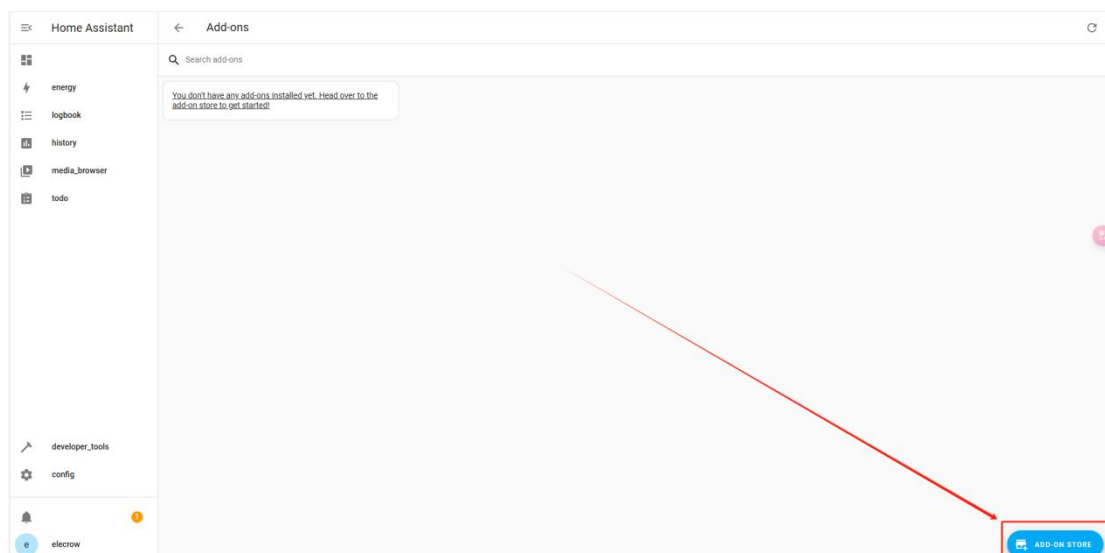 Home Assistant
Add-ons
Search add-ons
energy
You don't have any add-ons installed yet. Head over to the
add-on store to get started!
logbook
history
media_browser
todo
developer_tools
config
1
e
elecrow
ADD-ON STORE